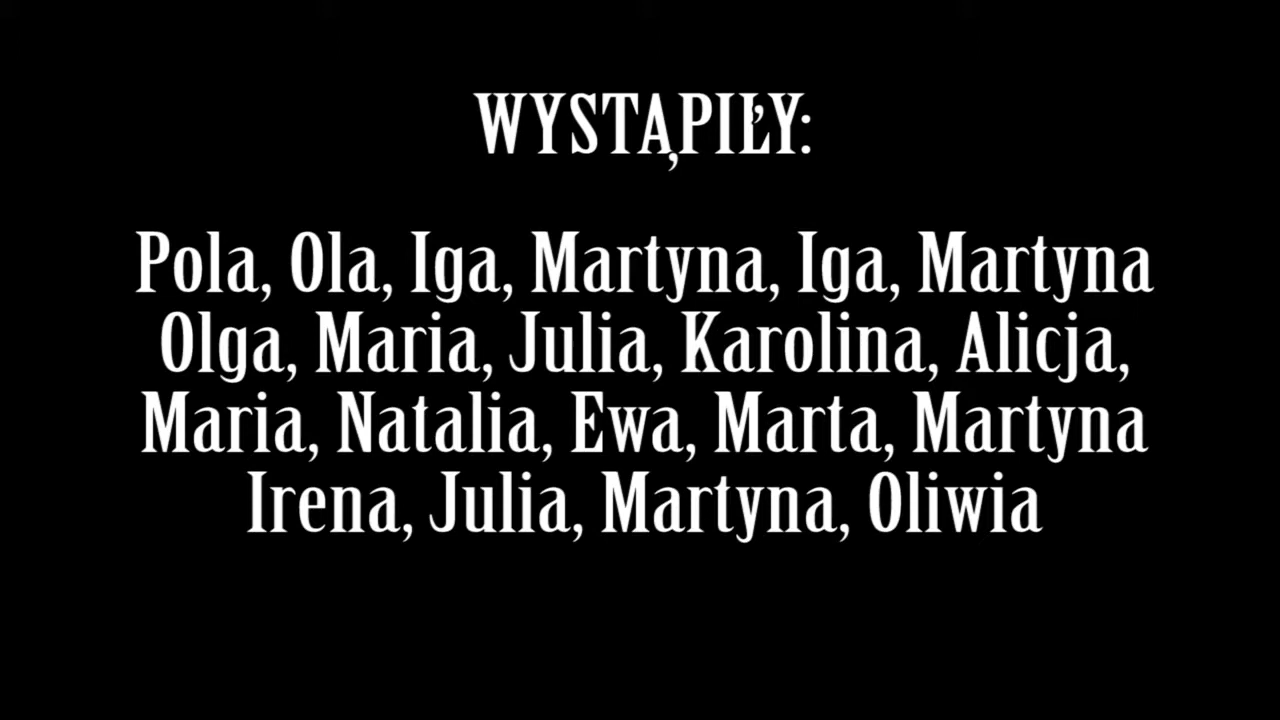 WYSTĄPIŁY:
Pola, Ola, Iga, Martyna, Iga, Martyna
Olga, Maria, Julia, Karolina, Alicja,
Maria, Natalia, Ewa, Marta, Martyna
Irena, Julia, Martyna, Oliwia